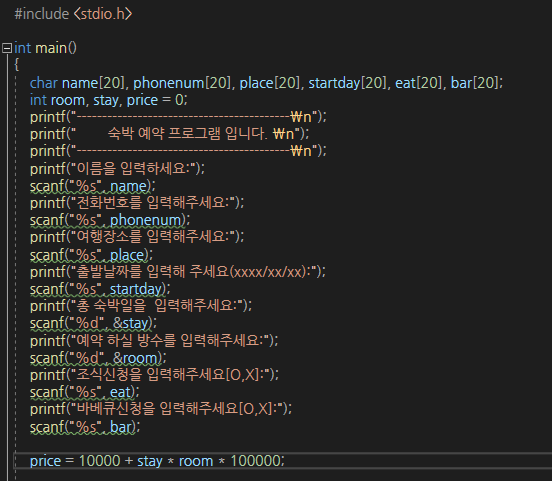 #include <stdio.h>
int main()
{
char name[20], phonenum[20], place[20], startday[20], eat[20], bar[20];
int room, stay, price = 0;
printf("------------------------------------------₩n");
printf("      숙박 예약 프로그램 입니다. ₩n");
printf("------------------------------------------₩n");
printf("이름을 입력하세요:");
scanf("%s", name);
printf("전화번호를 입력해주세요:");
scanf("%s", phonenum);
printf("여행장소를 입력해주세요:");
scanf("%s", place);
printf("출발날짜를 입력해 주세요(xxxx/xx/xx):");
scanf("%s", startday);
printf("총 숙박일을  입력해주세요:");
scanf("%d", &stay);
printf("예약 하실 방수를 입력해주세요:");
scanf("%d", &room);
printf("조식신청을 입력해주세요[O,X]:");
scanf("%s", eat);
printf("바베큐신청을 입력해주세요[O,X]:");
scanf("%s", bar);
price = 10000 + stay * room * 100000;